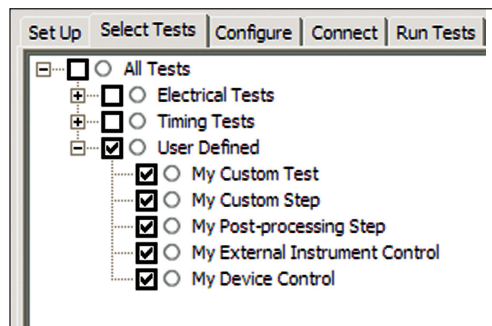 Set Up Select Tests Configure Connect Run Tests
All Tests
Electrical Tests
Timing Tests
User Defined
My Custom Test
My Custom Step
My Post-processing Step
My External Instrument Control
My Device Control